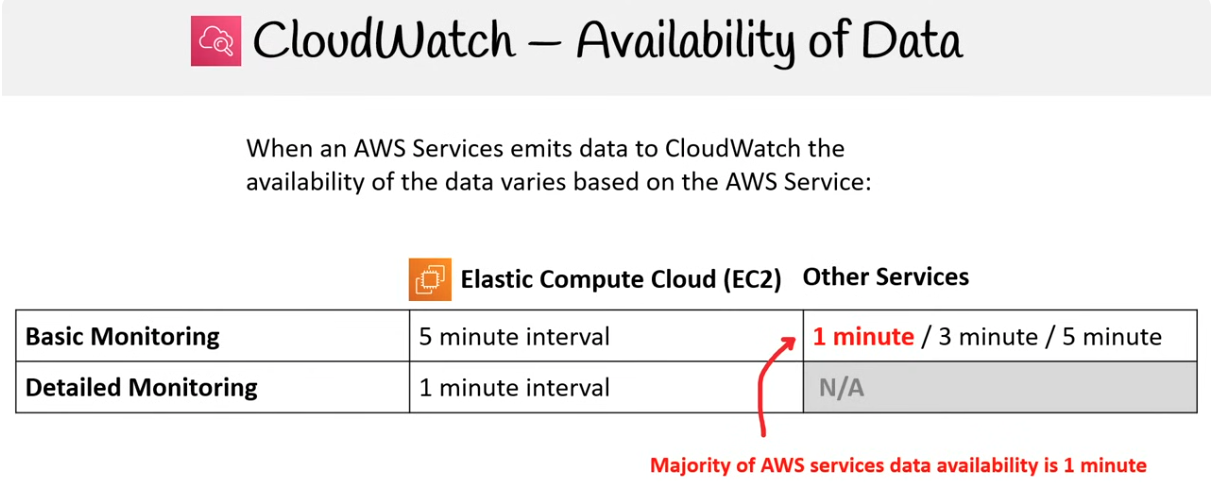 CloudWatch – Availability of Data
When an AWS Services emits data to CloudWatch the
availability of the data varies based on the AWS Service:
Elastic Compute Cloud (EC2) Other Services
Basic Monitoring 5 minute interval 1 minute / 3 minute / 5 minute
Detailed Monitoring 1 minute interval N/A
Majority of AWS services data availability is 1 minute